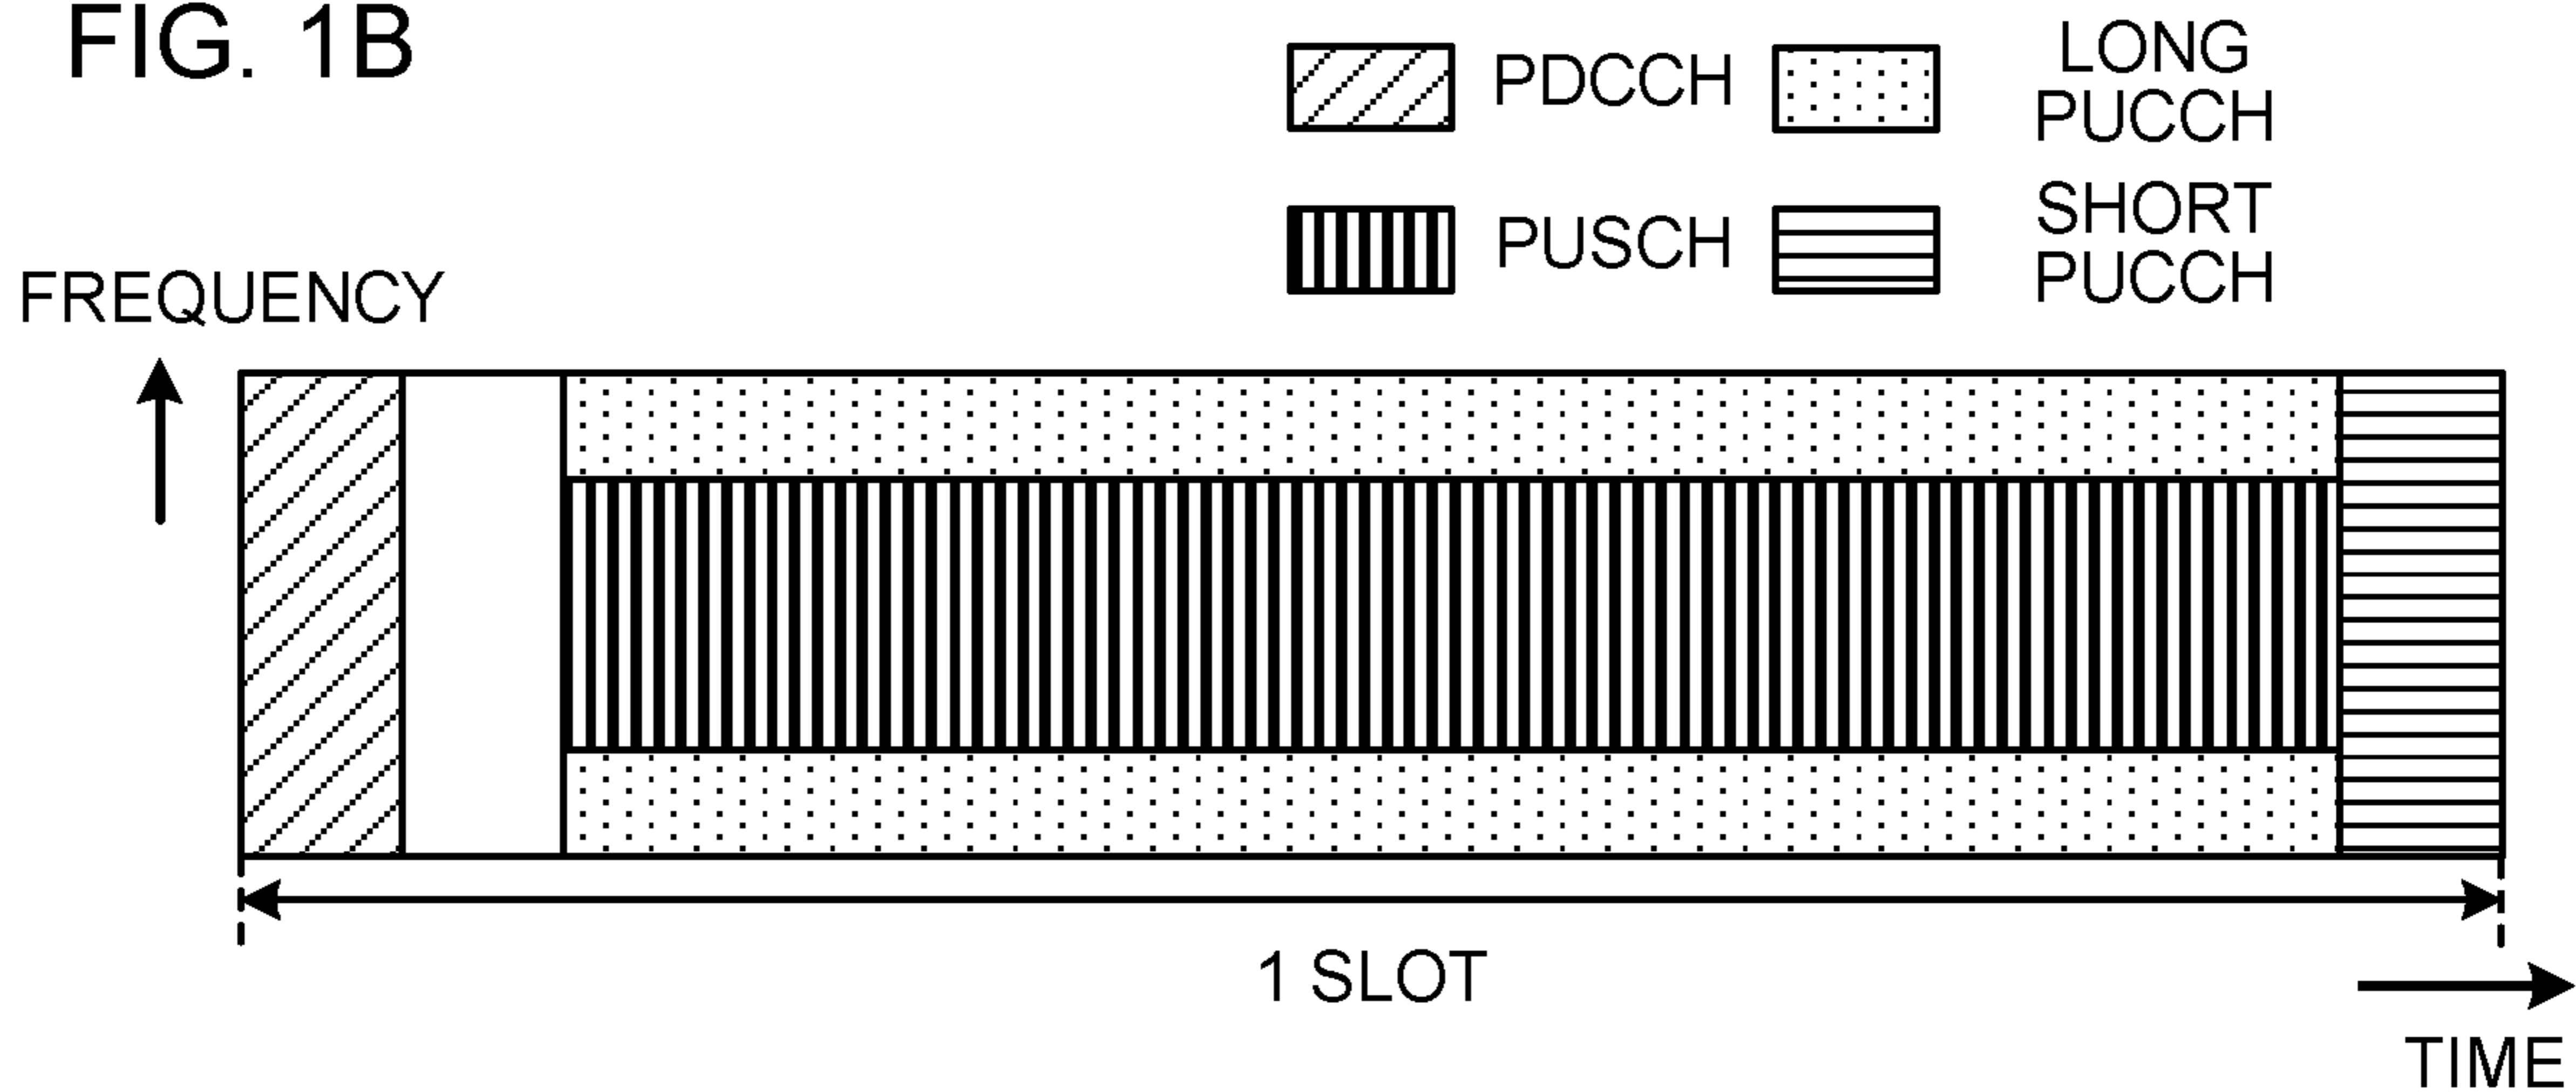 FIG. 1B
PDCCH
LONG
PUCCH
PUSCH
SHORT
PUCCH
FREQUENCY
1 SLOT
TIME